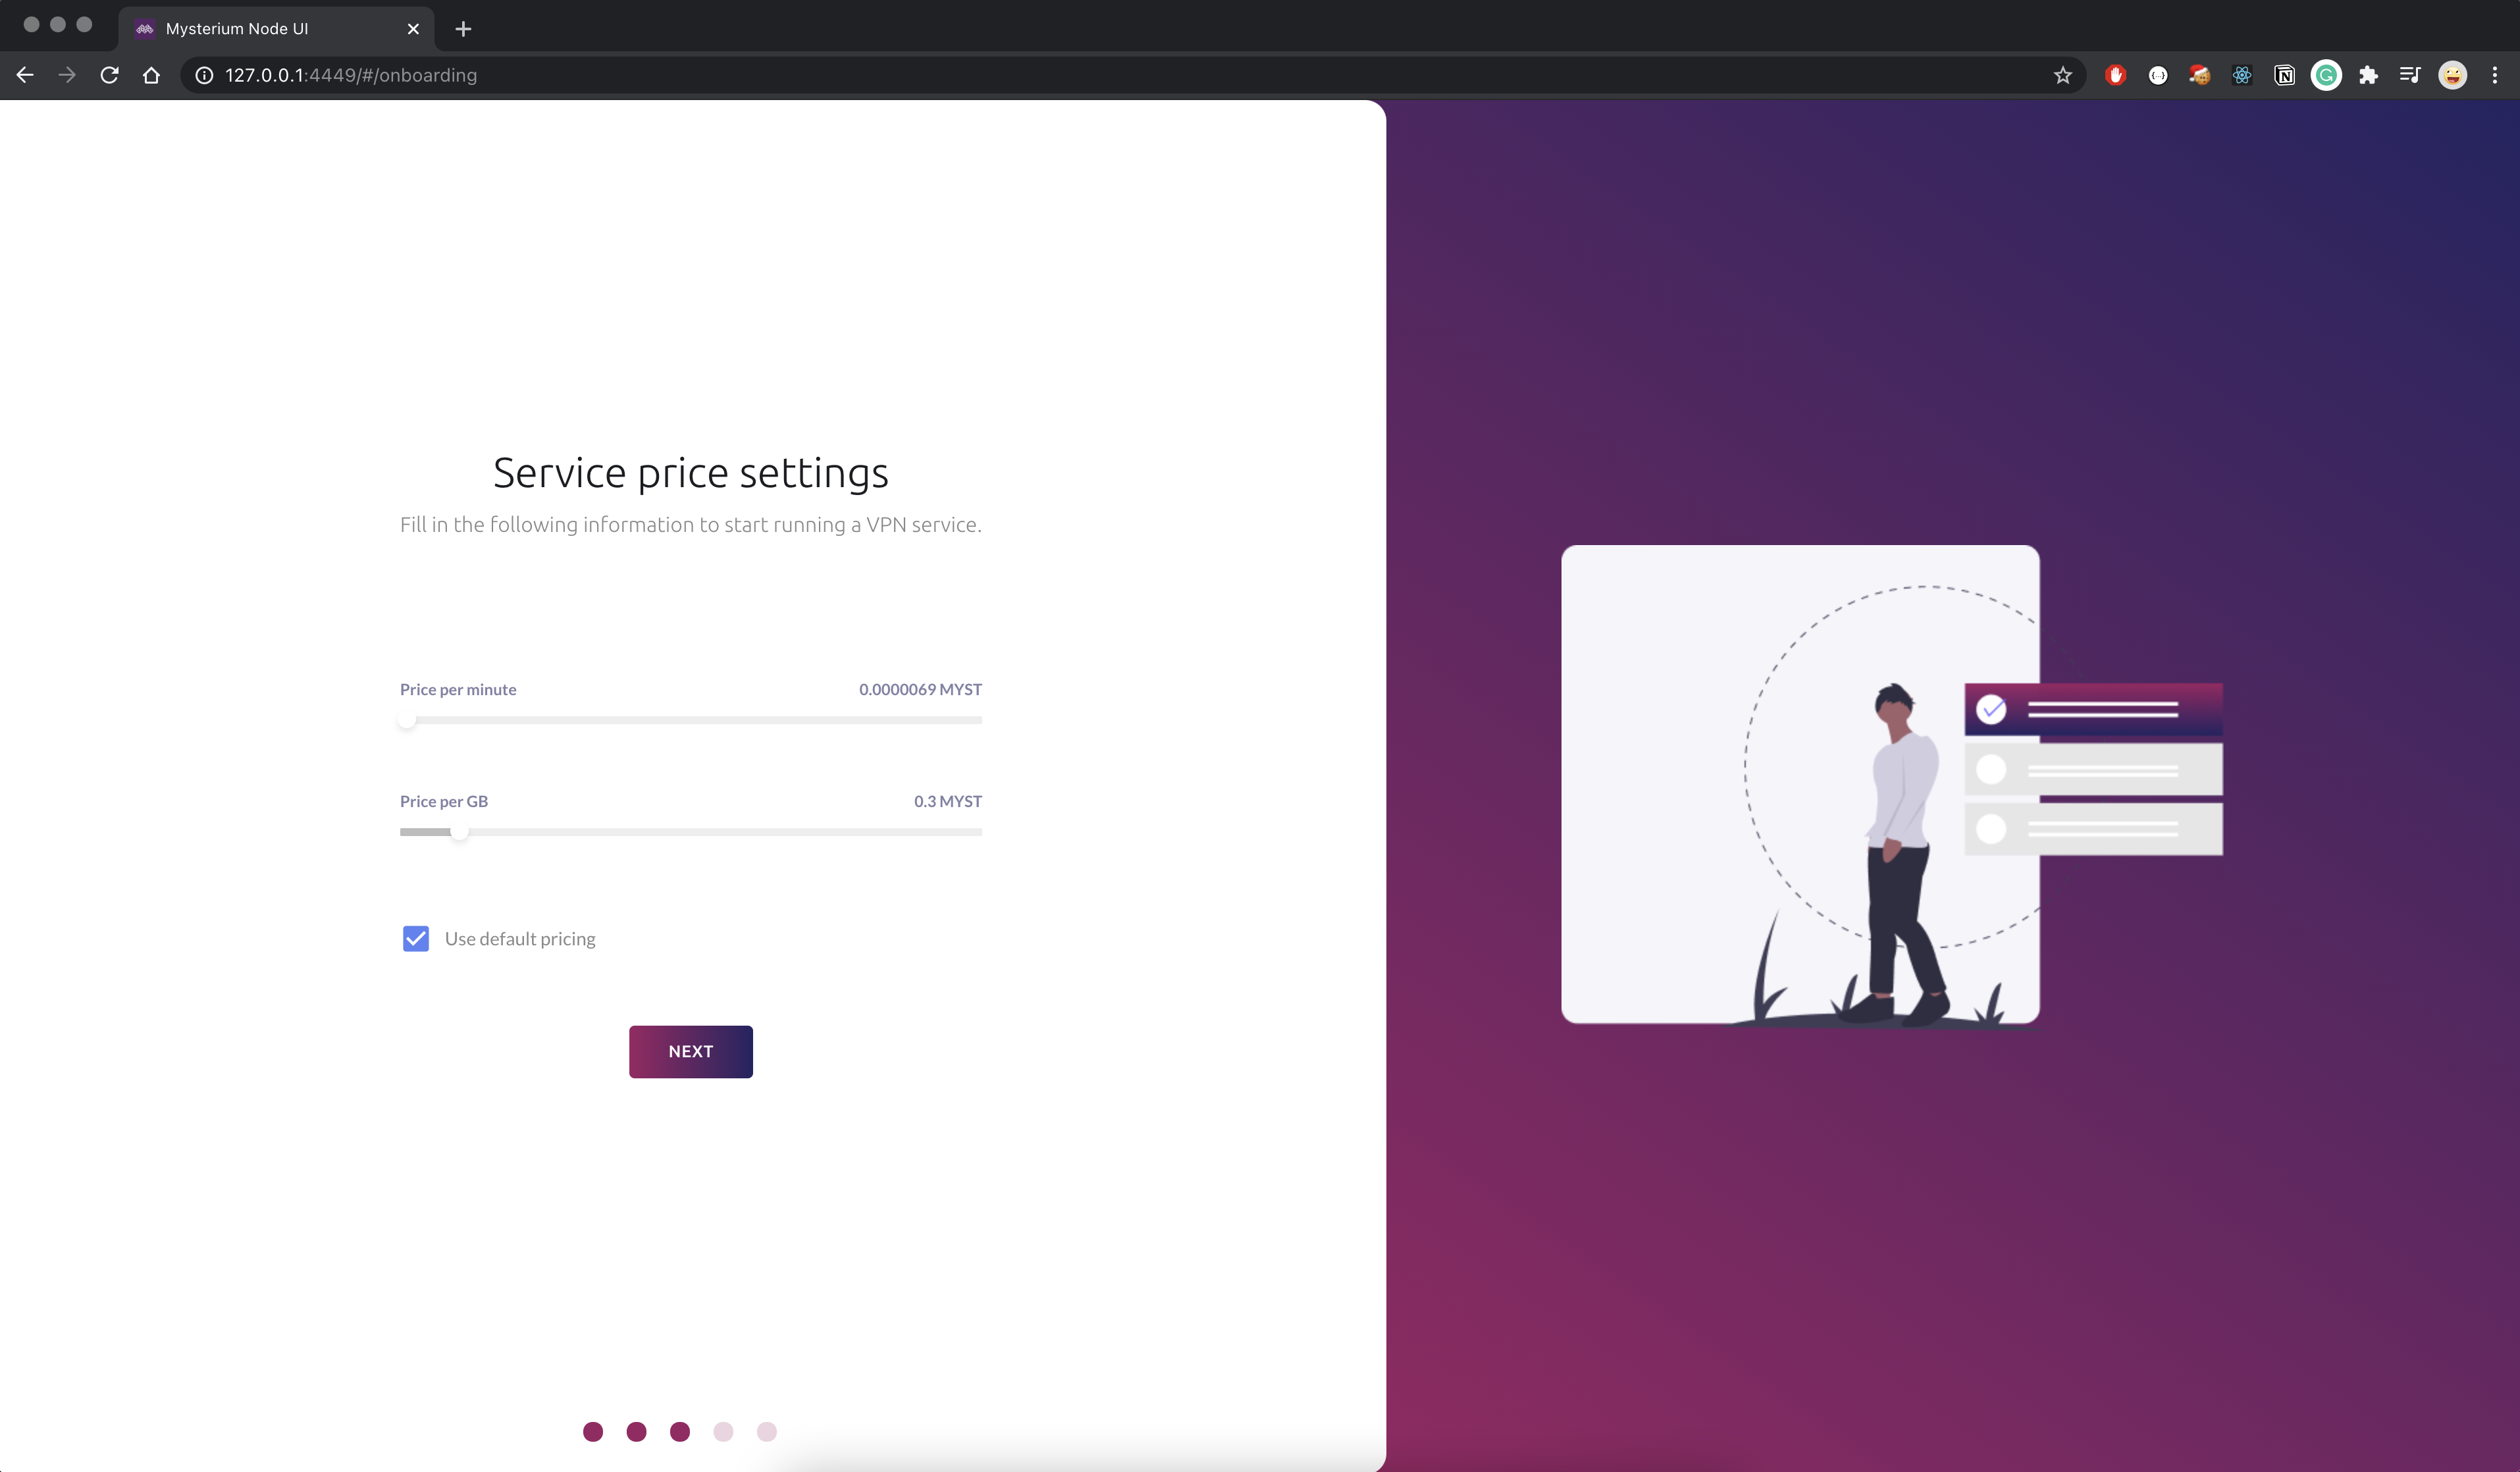 Mysterium Node UI
127.0.0.1:4449/#/onboarding
Service price settings
Fill in the following information to start running a VPN service.
Price per minute 0.0000069 MYST
Price per GB 0.3 MYST
Use default pricing
NEXT